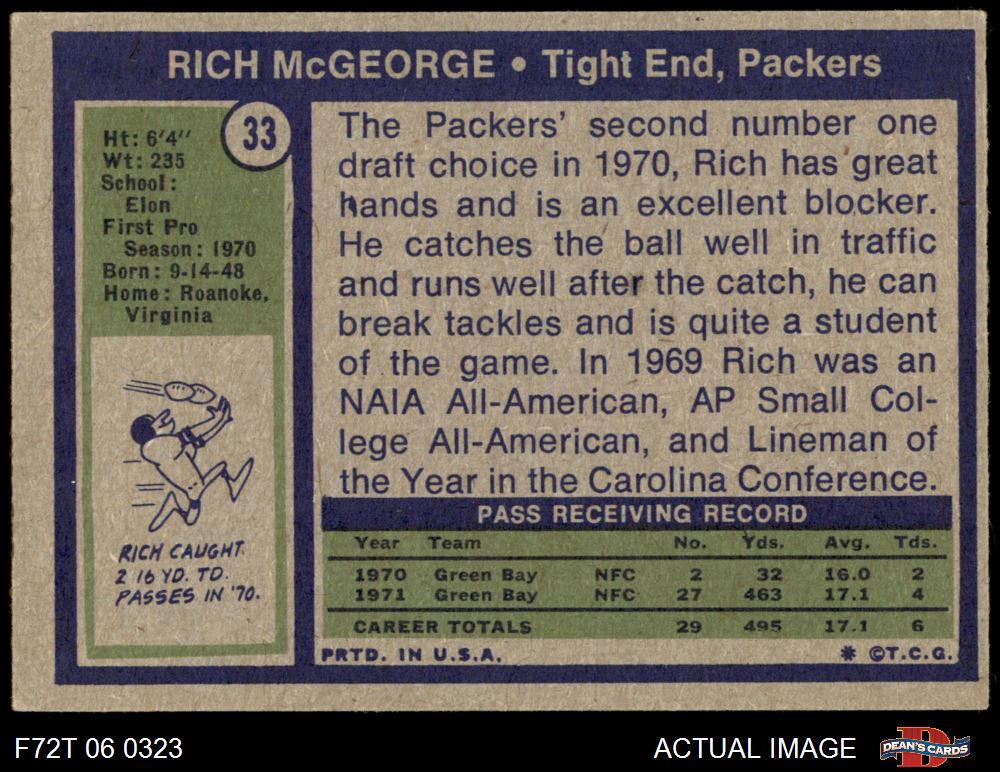 RICH McGEORGE • Tight End, Packers
33
Ht: 6'4"
Wt: 235
School:
Elon
First Pro
Season: 1970
Born: 9-14-48
Home: Roanoke,
Virginia
RICH CAUGHT
2 16 YD. TD.
PASSES IN '70.
The Packers' second number one
draft choice in 1970, Rich has great
hands and is an excellent blocker.
He catches the ball well in traffic
and runs well after the catch, he can
break tackles and is quite a student
of the game. In 1969 Rich was an
NAIA All-American, AP Small Col-
lege All-American, and Lineman of
the Year in the Carolina Conference.
PASS RECEIVING RECORD
Year Team No. Yds. Avg. Tds.
1970 Green Bay NFC 2 32 16.0 2
1971 Green Bay NFC 27 463 17.1 4
CAREER TOTALS 29 495 17.1 6
PRTD. IN U.S.A. * ©T.C.G.
F72T 06 0323
ACTUAL IMAGE
DEAN'S CARDS